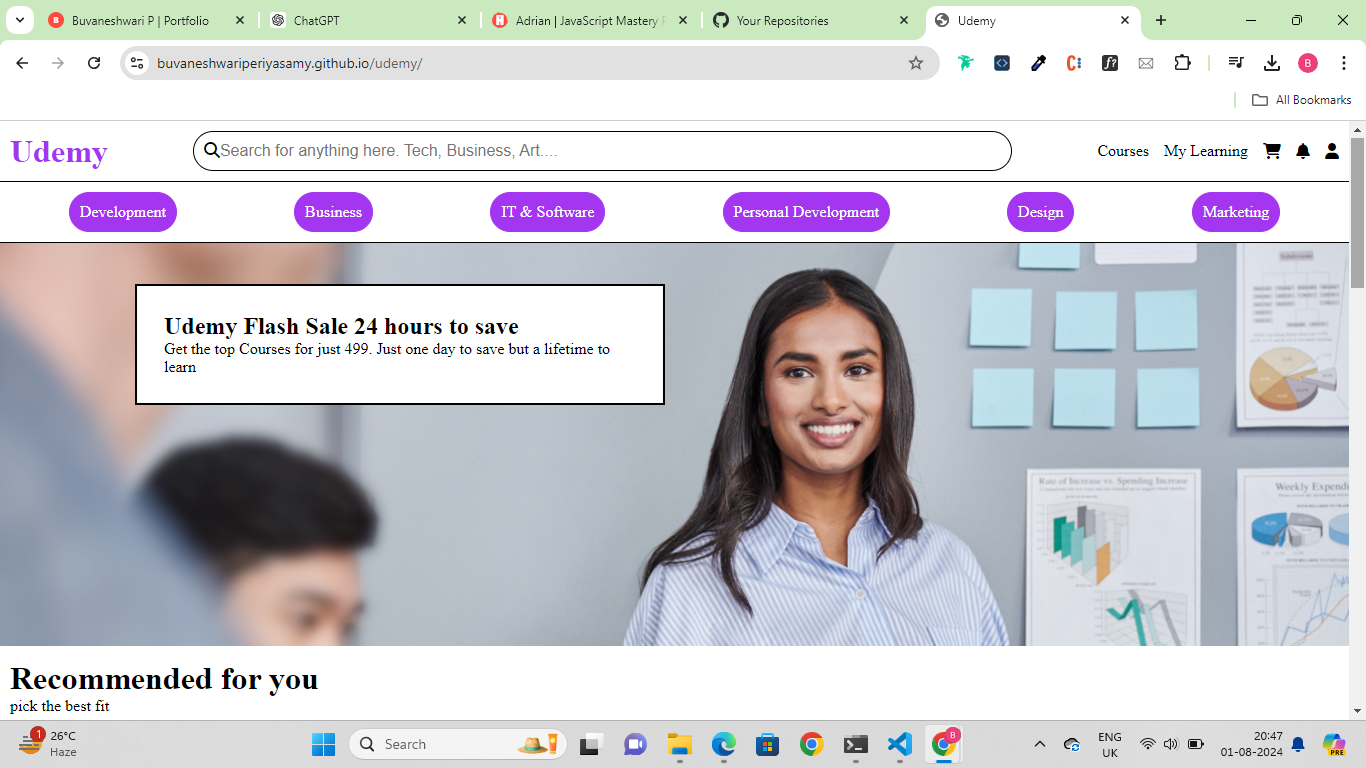 Buvaneshwari P | Portfolio
ChatGPT
Adrian | JavaScript Mastery
Your Repositories
Udemy
buvaneshwariperiyasamy.github.io/udemy/
All Bookmarks
Udemy
Search for anything here. Tech, Business, Art....
Courses
My Learning
Development
Business
IT & Software
Personal Development
Design
Marketing
Udemy Flash Sale 24 hours to save
Get the top Courses for just 499. Just one day to save but a lifetime to
learn
Rate of Increase vs. Spending Increase
Weekly Expendi
Recommended for you
pick the best fit
1
26°C
Haze
Search
B
ENG
UK
20:47
01-08-2024
PRE